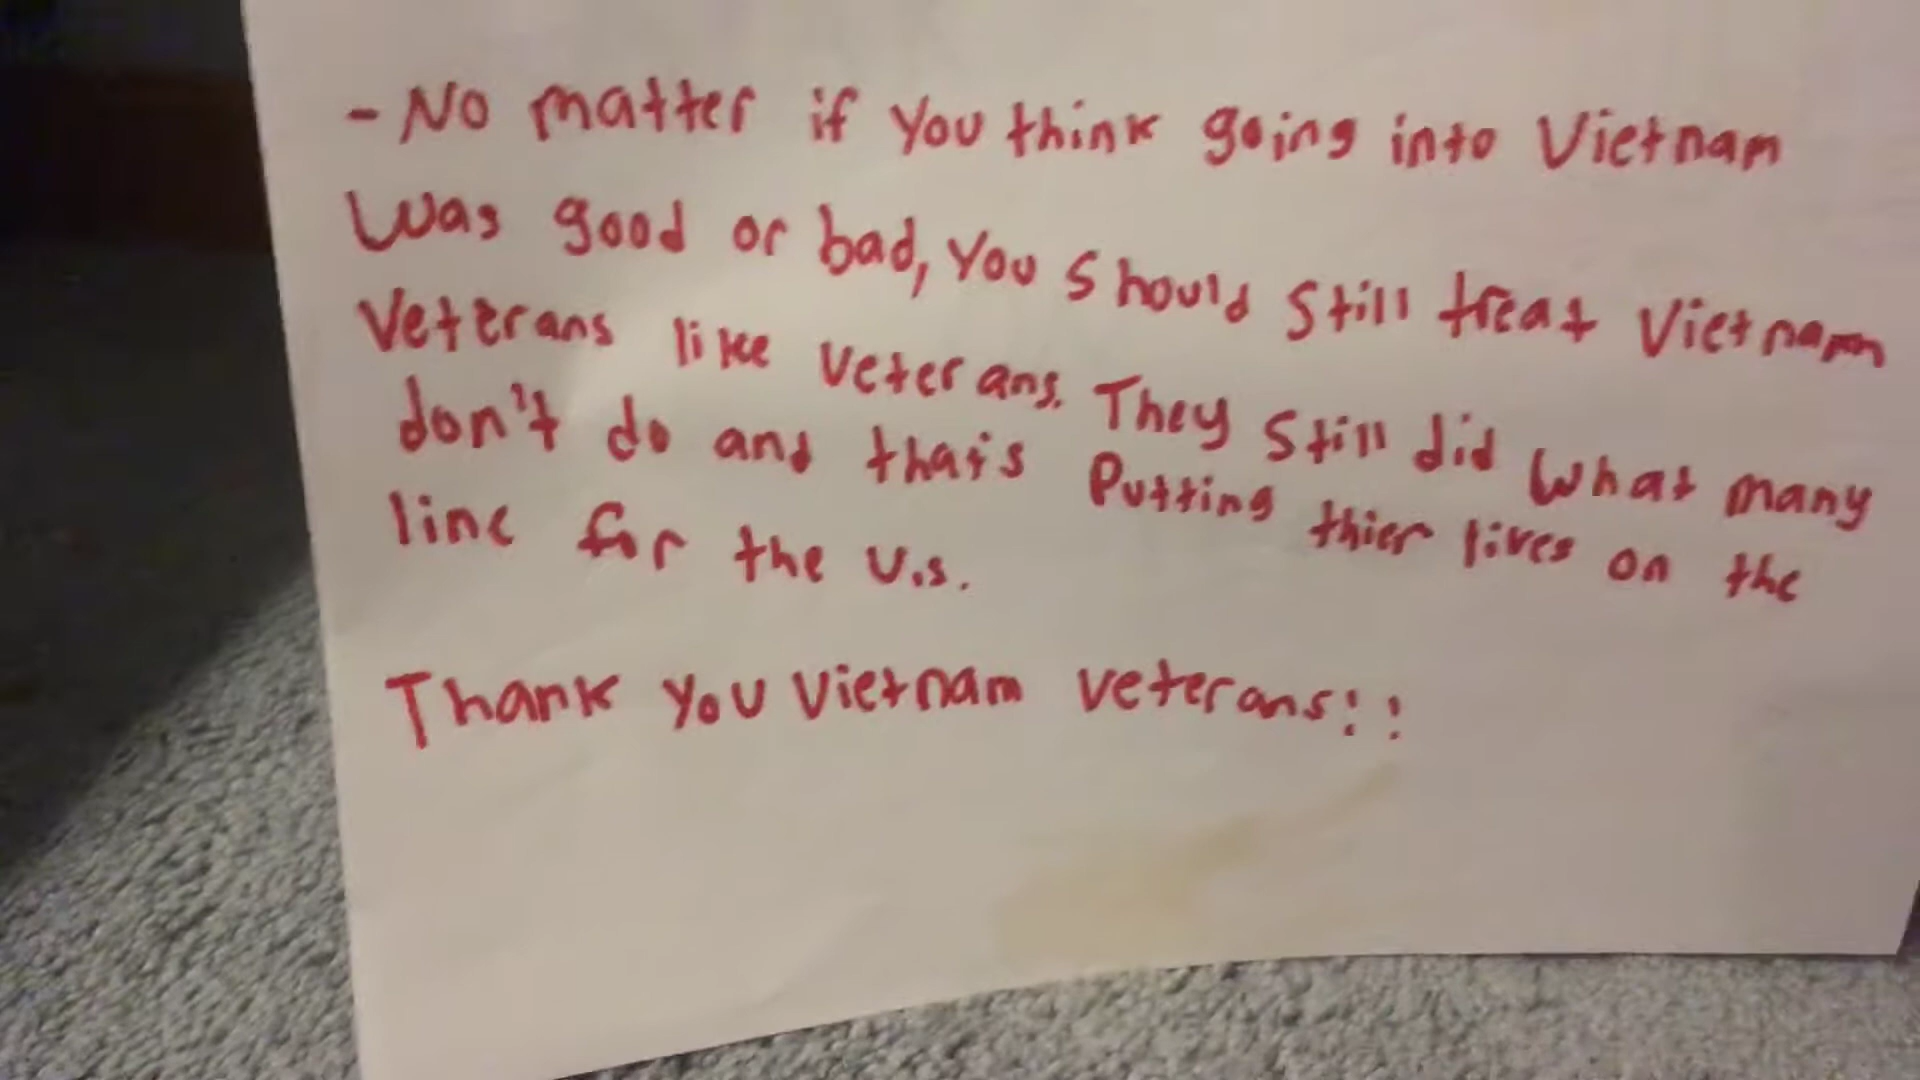 - No matter if you think going into Vietnam
was good or bad, you should still treat Vietnam
veterans like veterans. They still did what many
don't do and that's putting thier lives on the
line for the U.S.
Thank you Vietnam veterans!!